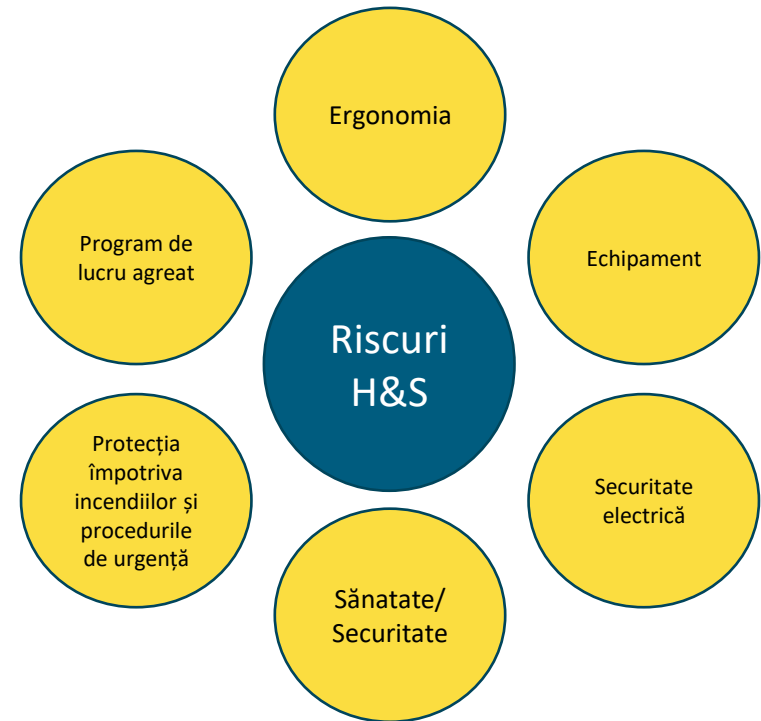 Ergonomia
Program de
lucru agreat
Echipament
Riscuri
H&S
Protecția
împotriva
incendiilor și
procedurile
de urgență
Securitate
electrică
Sănatate/
Securitate